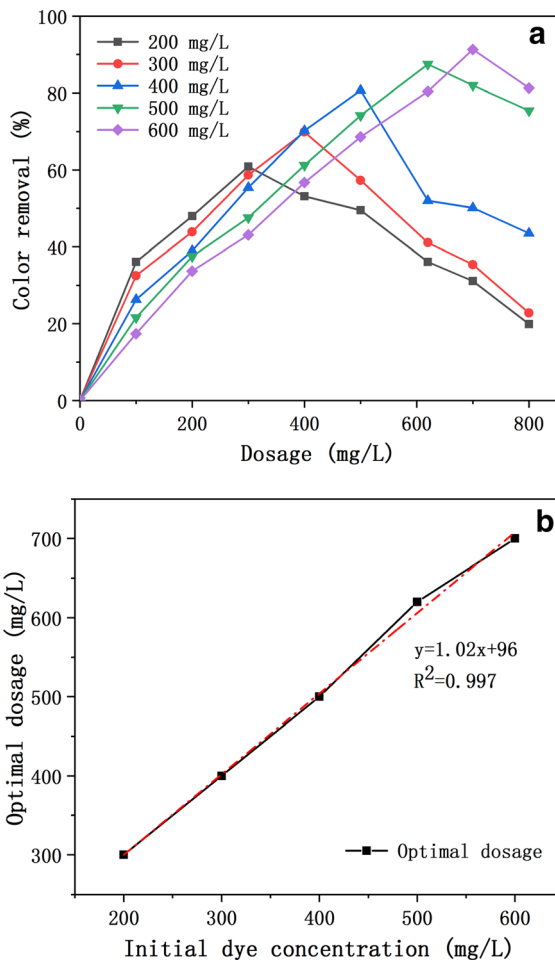 a
200 mg/L
300 mg/L
400 mg/L
500 mg/L
600 mg/L
100
80
60
40
20
0
Color removal (%)
0 200 400 600 800
Dosage (mg/L)
b
700
600
500
400
300
Optimal dosage (mg/L)
y=1.02x+96
R²=0.997
Optimal dosage
200 300 400 500 600
Initial dye concentration (mg/L)